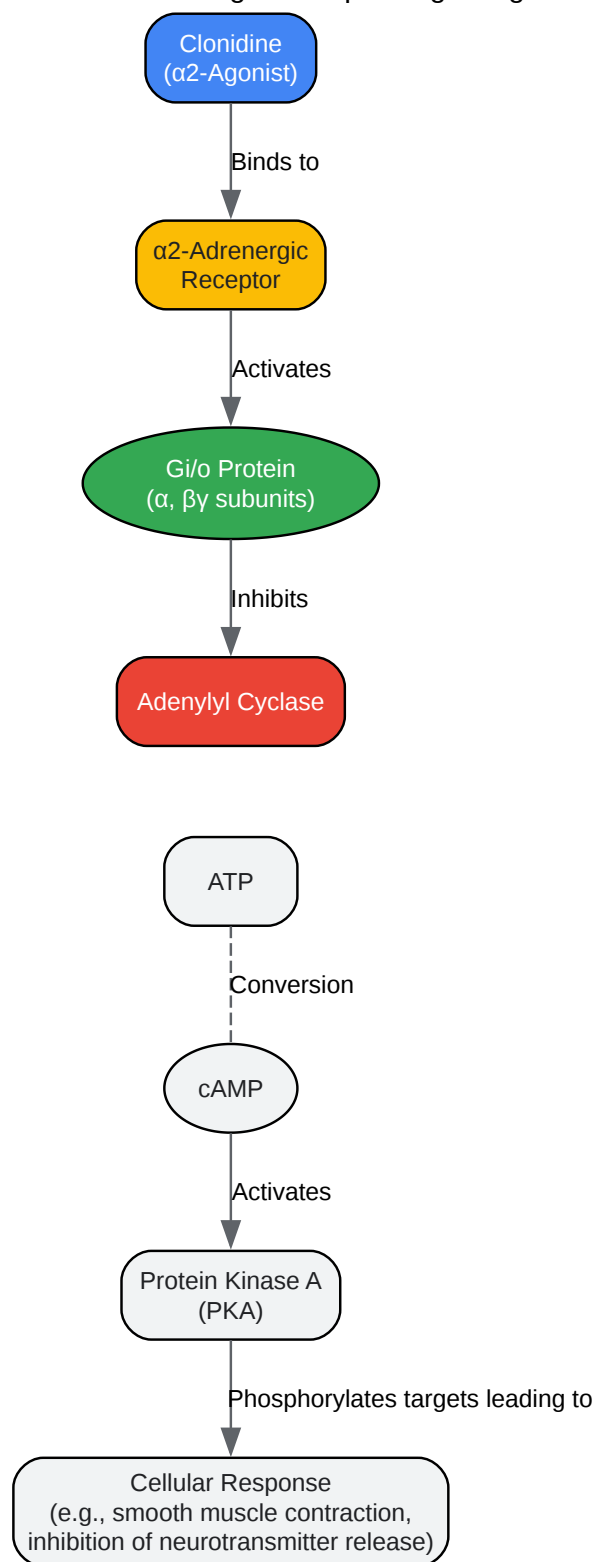 Clonidine
(α2-Agonist)
Binds to
α2-Adrenergic
Receptor
Activates
Gi/o Protein
(α, βγ subunits)
Inhibits
Adenylyl Cyclase
ATP
Conversion
cAMP
Activates
Protein Kinase A
(PKA)
Phosphorylates targets leading to
Cellular Response
(e.g., smooth muscle contraction,
inhibition of neurotransmitter release)